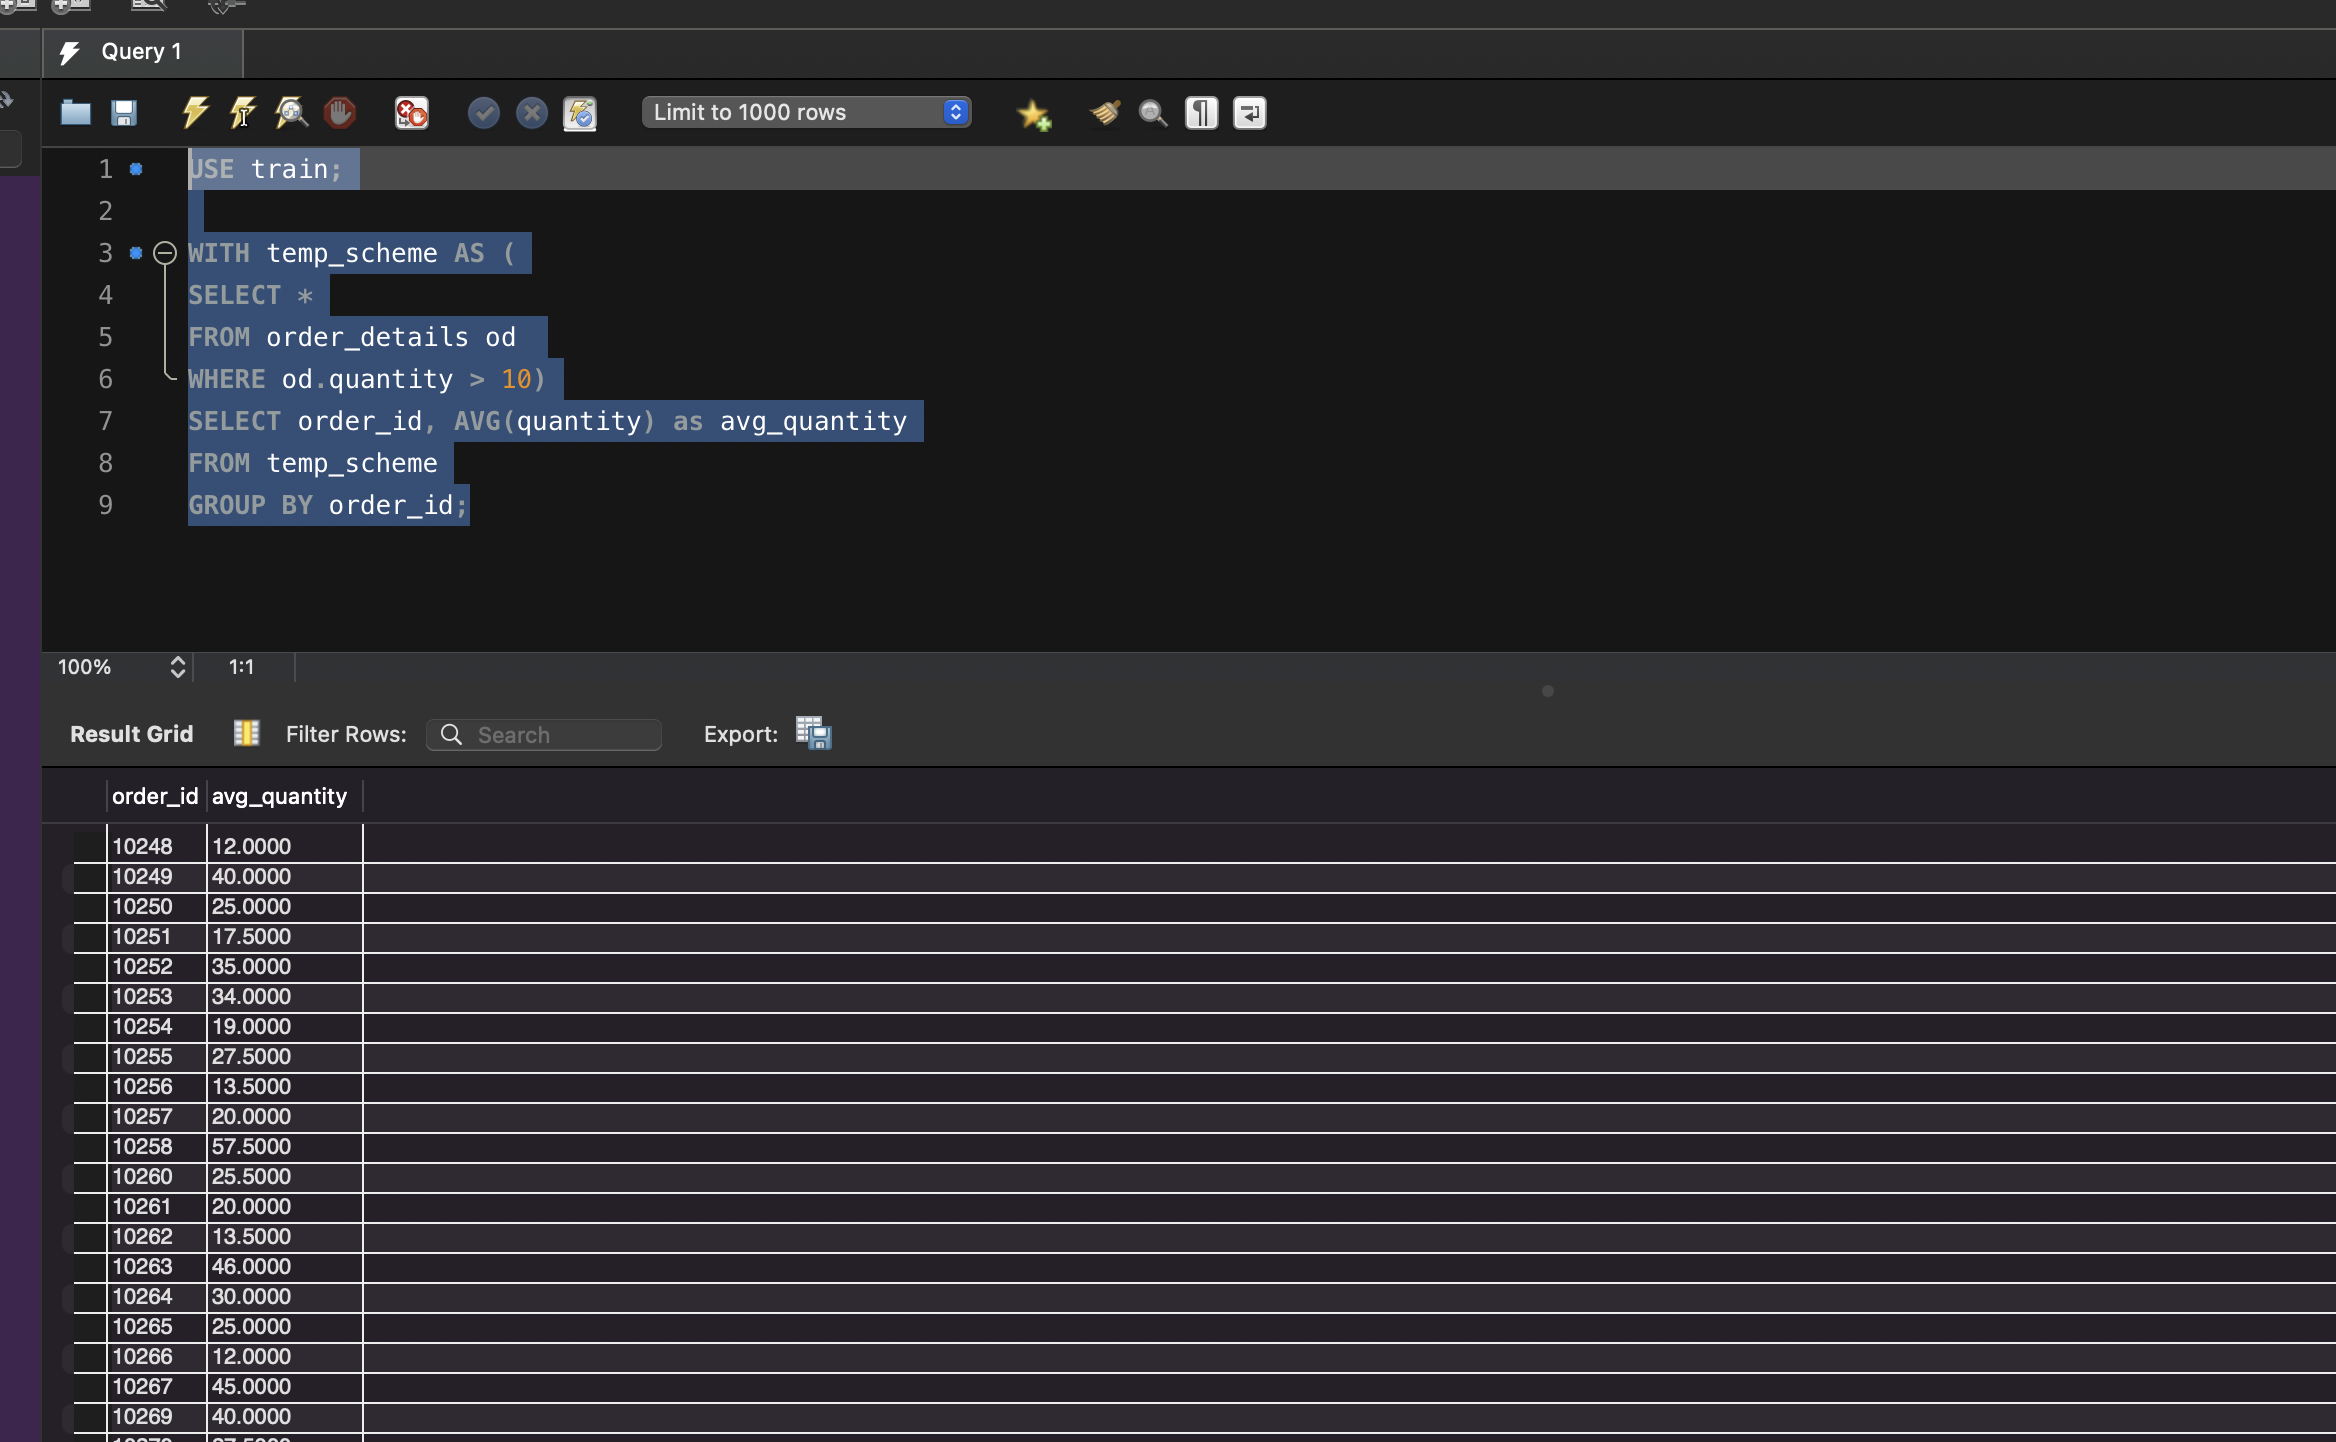 Query 1
Limit to 1000 rows
1 USE train;
2
3 WITH temp_scheme AS (
4 SELECT *
5 FROM order_details od
6 WHERE od.quantity > 10)
7 SELECT order_id, AVG(quantity) as avg_quantity
8 FROM temp_scheme
9 GROUP BY order_id;
100% 1:1
Result Grid Filter Rows: Search Export:
order_id avg_quantity
10248 12.0000
10249 40.0000
10250 25.0000
10251 17.5000
10252 35.0000
10253 34.0000
10254 19.0000
10255 27.5000
10256 13.5000
10257 20.0000
10258 57.5000
10260 25.5000
10261 20.0000
10262 13.5000
10263 46.0000
10264 30.0000
10265 25.0000
10266 12.0000
10267 45.0000
10269 40.0000